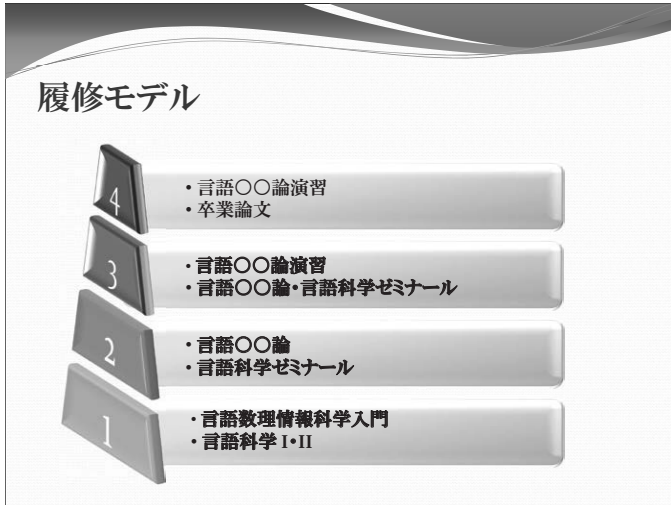 履修モデル
4
・言語○○論演習
・卒業論文
3
・言語○○論演習
・言語○○論・言語科学ゼミナール
2
・言語○○論
・言語科学ゼミナール
1
・言語数理情報科学入門
・言語科学 I・II